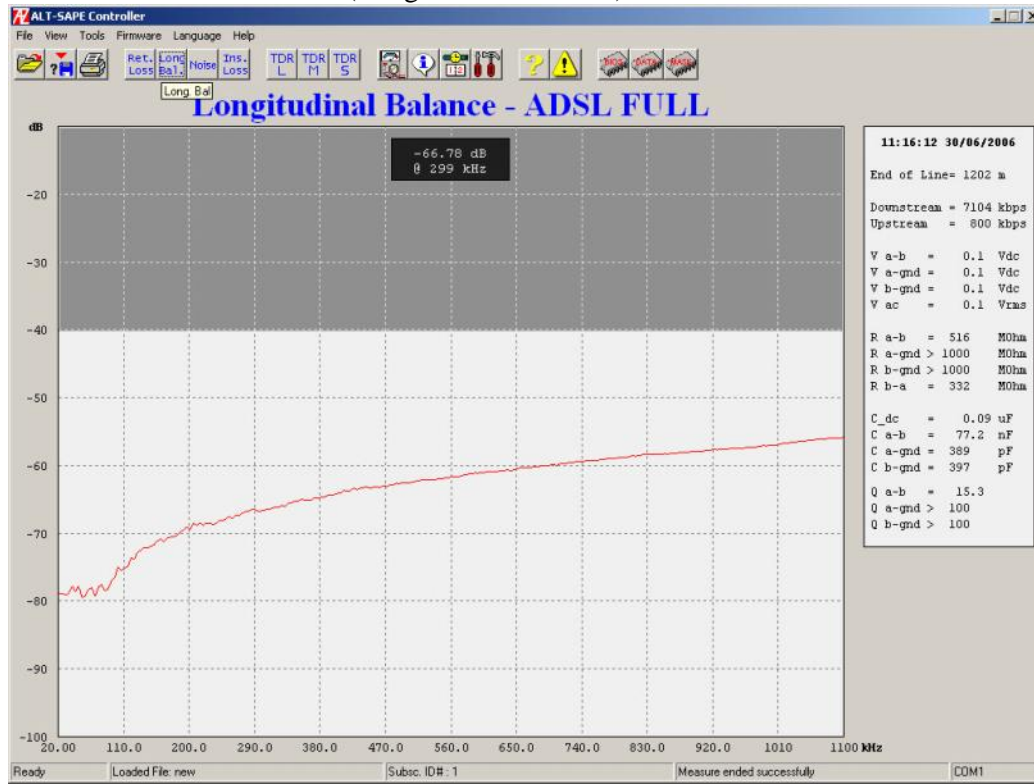 ALT-SAPE Controller
File View Tools Firmware Language Help
Ret. Loss Long Bal. Noise Ins. Loss TDR L TDR M TDR S
Long. Bal
Longitudinal Balance - ADSL FULL
dB
-66.78 dB
@ 299 kHz
-20
-30
-40
-50
-60
-70
-80
-90
-100
20.00 110.0 200.0 290.0 380.0 470.0 560.0 650.0 740.0 830.0 920.0 1010 1100 kHz
11:16:12 30/06/2006
End of Line= 1202 m
Downstream = 7104 kbps
Upstream = 800 kbps
V a-b = 0.1 Vdc
V a-gnd = 0.1 Vdc
V b-gnd = 0.1 Vdc
V ac = 0.1 Vrms
R a-b = 516 MOhm
R a-gnd > 1000 MOhm
R b-gnd > 1000 MOhm
R b-a = 332 MOhm
C_dc = 0.09 uF
C a-b = 77.2 nF
C a-gnd = 389 pF
C b-gnd = 397 pF
Q a-b = 15.3
Q a-gnd > 100
Q b-gnd > 100
Ready Loaded File: new Subsc. ID# : 1 Measure ended successfully COM1